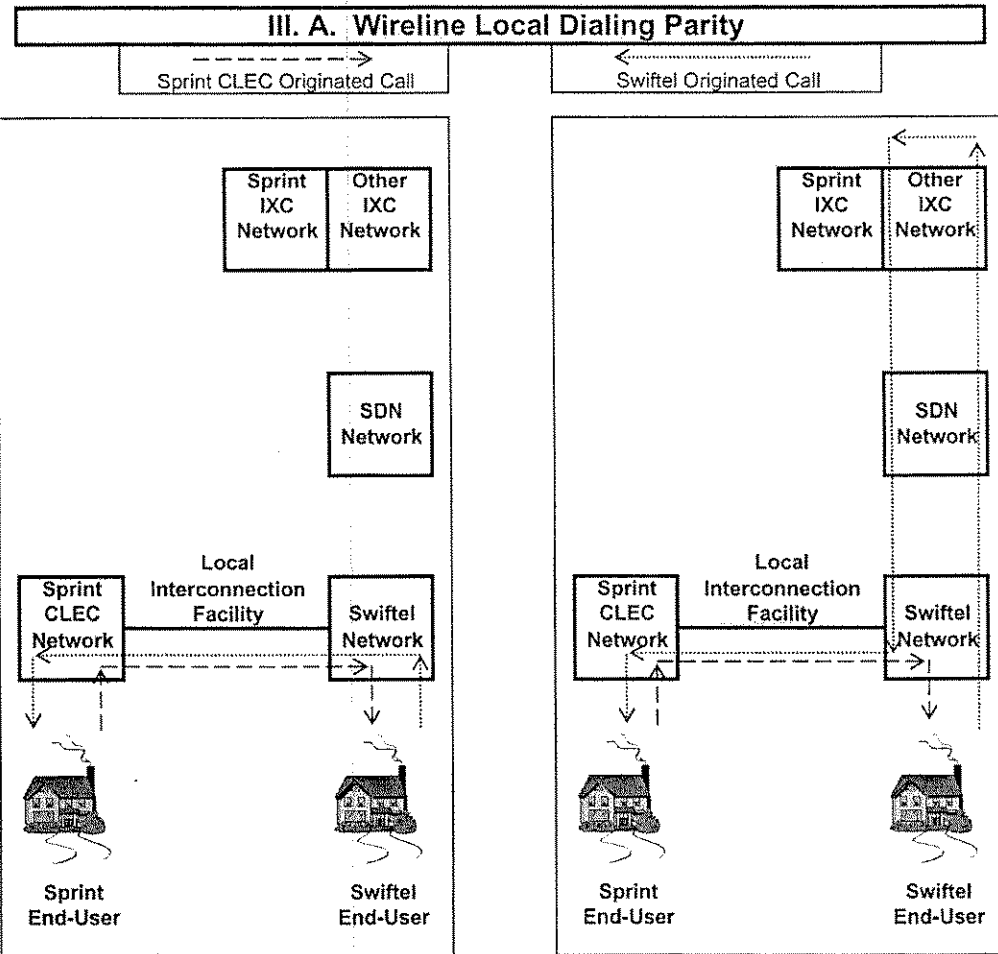 III. A. Wireline Local Dialing Parity
Sprint CLEC Originated Call
Swiftel Originated Call
Sprint
IXC
Network
Other
IXC
Network
SDN
Network
Local
Interconnection
Facility
Sprint
CLEC
Network
Swiftel
Network
Sprint
End-User
Swiftel
End-User
Sprint
IXC
Network
Other
IXC
Network
SDN
Network
Local
Interconnection
Facility
Sprint
CLEC
Network
Swiftel
Network
Sprint
End-User
Swiftel
End-User